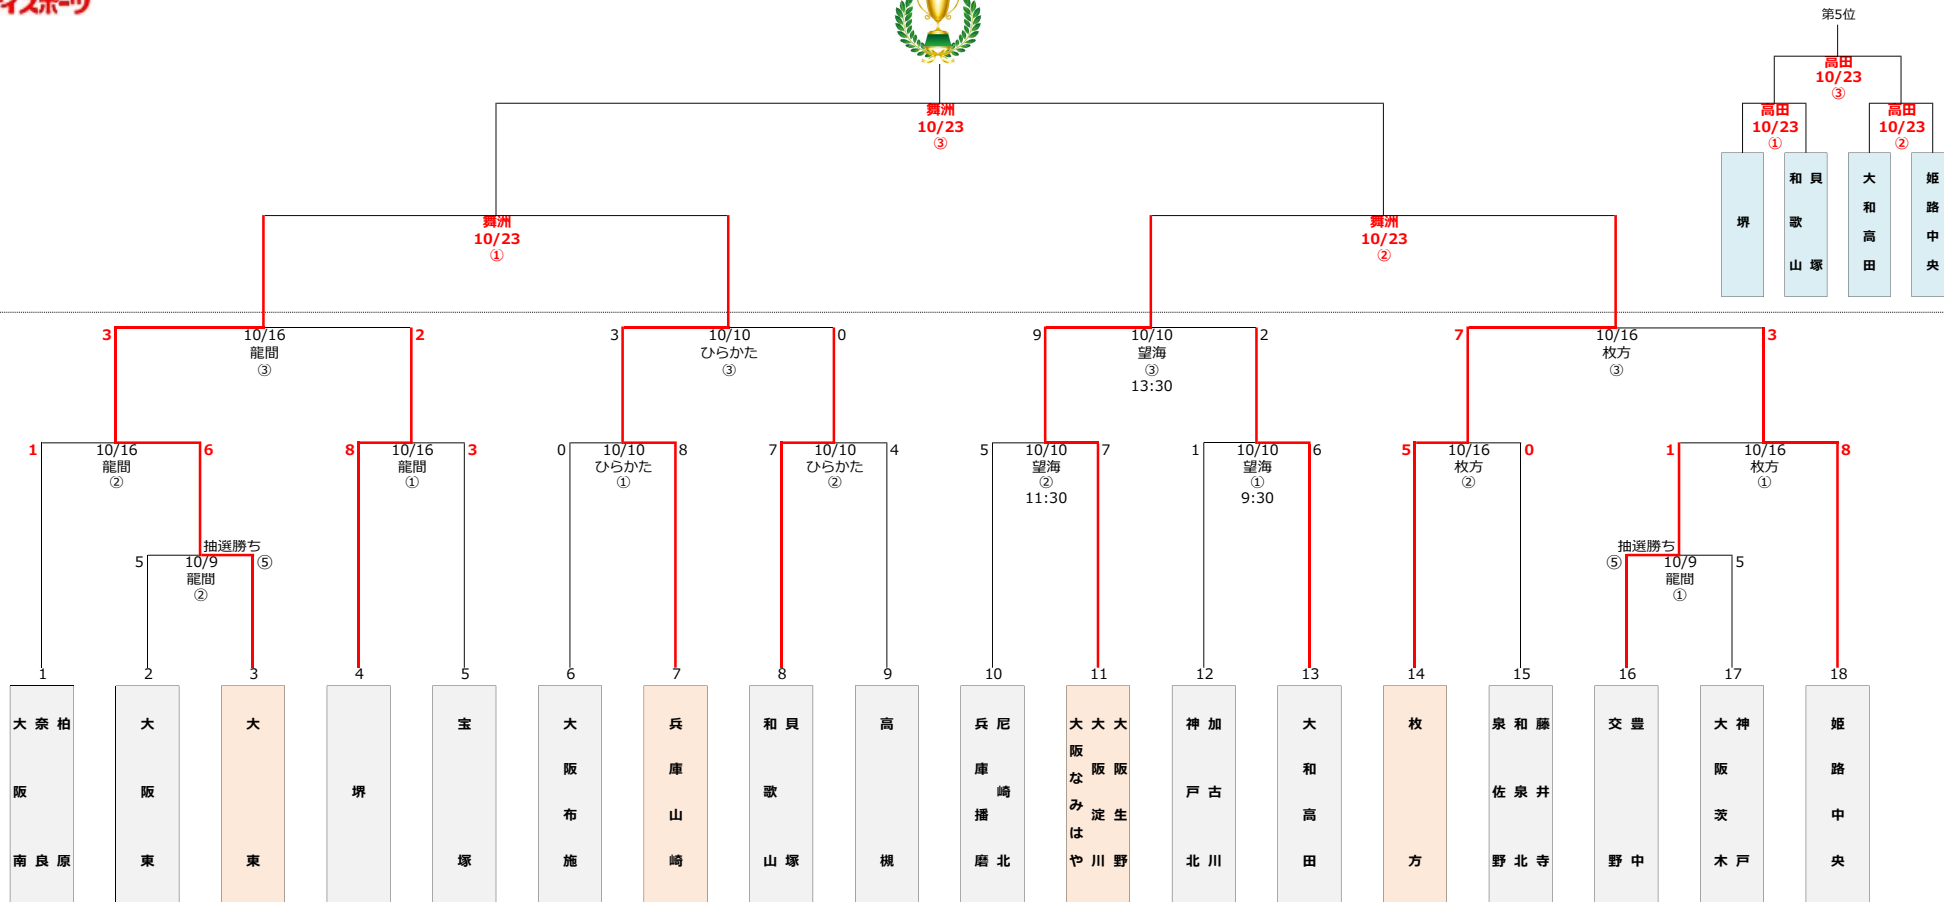 イスポーツ
第5位
高田
10/23
③
高田
10/23
①
高田
10/23
②
堺
和歌山 貝塚
大和高田
姫路中央
舞洲
10/23
③
舞洲
10/23
①
舞洲
10/23
②
3 10/16 2
龍間
③
3 10/10 0
ひらかた
③
9 10/10 2
望海
③
13:30
7 10/16 3
枚方
③
1 10/16 6
龍間
②
8 10/16 3
龍間
①
0 10/10 8
ひらかた
①
7 10/10 4
ひらかた
②
5 10/10 7
望海
②
11:30
1 10/10 6
望海
①
9:30
5 10/16 0
枚方
②
1 10/16 8
枚方
①
抽選勝ち
5 10/9 ⑤
龍間
②
抽選勝ち
⑤ 10/9 5
龍間
①
1 2 3 4 5 6 7 8 9 10 11 12 13 14 15 16 17 18
大阪南 奈良 柏原
大阪東
大東
堺
宝塚
大阪布施
兵庫山崎
和歌山 貝塚
高槻
兵庫播磨 尼崎北
大阪なみはや 大阪淀川 大阪生野
神戸北 加古川
大和高田
枚方
泉佐野 和泉北 藤井寺
交野 豊中
大阪茨木 神戸
姫路中央